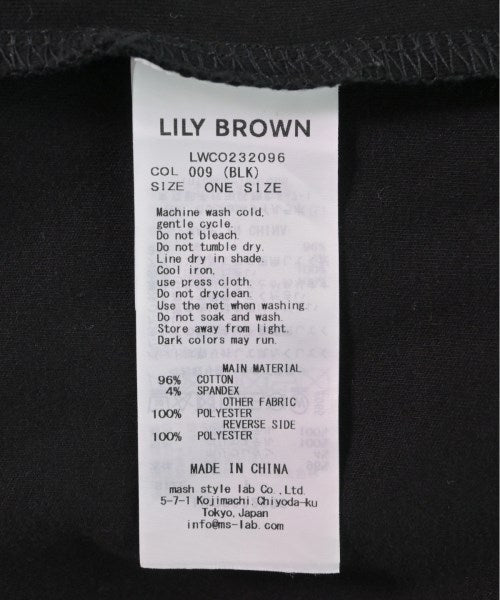 LILY BROWN
LWCO232096
COL 009 (BLK)
SIZE ONE SIZE
Machine wash cold.
gentle cycle.
Do not bleach.
Do not tumble dry.
Line dry in shade.
Cool iron.
use press cloth.
Do not dryclean.
Use the net when washing.
Do not soak and wash.
Store away from light.
Dark colors may run.
MAIN MATERIAL
96% COTTON
4% SPANDEX
OTHER FABRIC
100% POLYESTER
REVERSE SIDE
100% POLYESTER
MADE IN CHINA
mash style lab Co.,Ltd.
5-7-1 Kojimachi,Chiyoda-ku
Tokyo,Japan
info@ms-lab.com